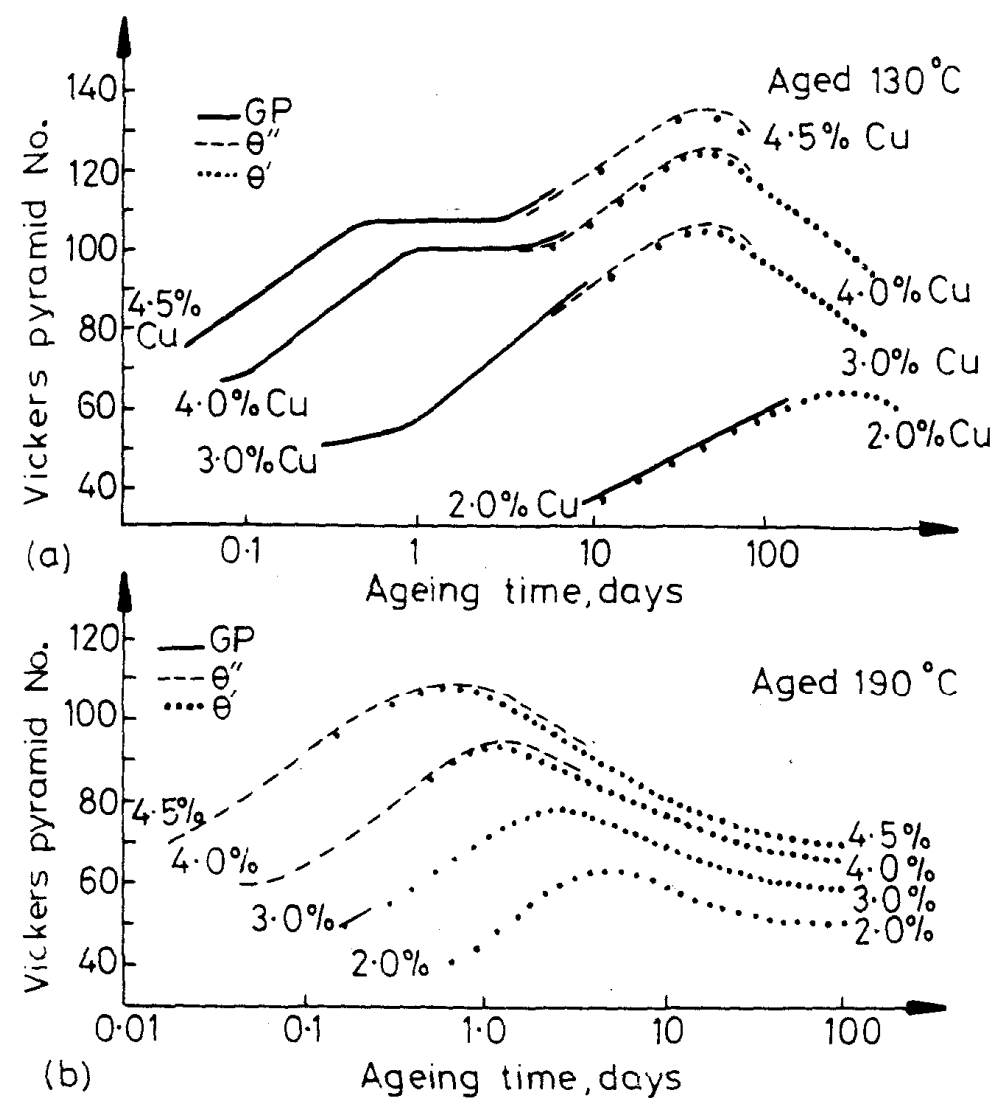 Vickers pyramid No.
140
120
100
80
60
40
GP
θ″
θ′
Aged 130°C
4·5% Cu
4·0% Cu
3·0% Cu
2·0% Cu
4·5%
Cu
4·0% Cu
3·0% Cu
2·0% Cu
0·1
1
10
100
(a)
Ageing time, days
Vickers pyramid No.
120
100
80
60
40
GP
θ″
θ′
Aged 190°C
4·5%
4·0%
3·0%
2·0%
4·5%
4·0%
3·0%
2·0%
0·01
0·1
1·0
10
100
(b)
Ageing time, days